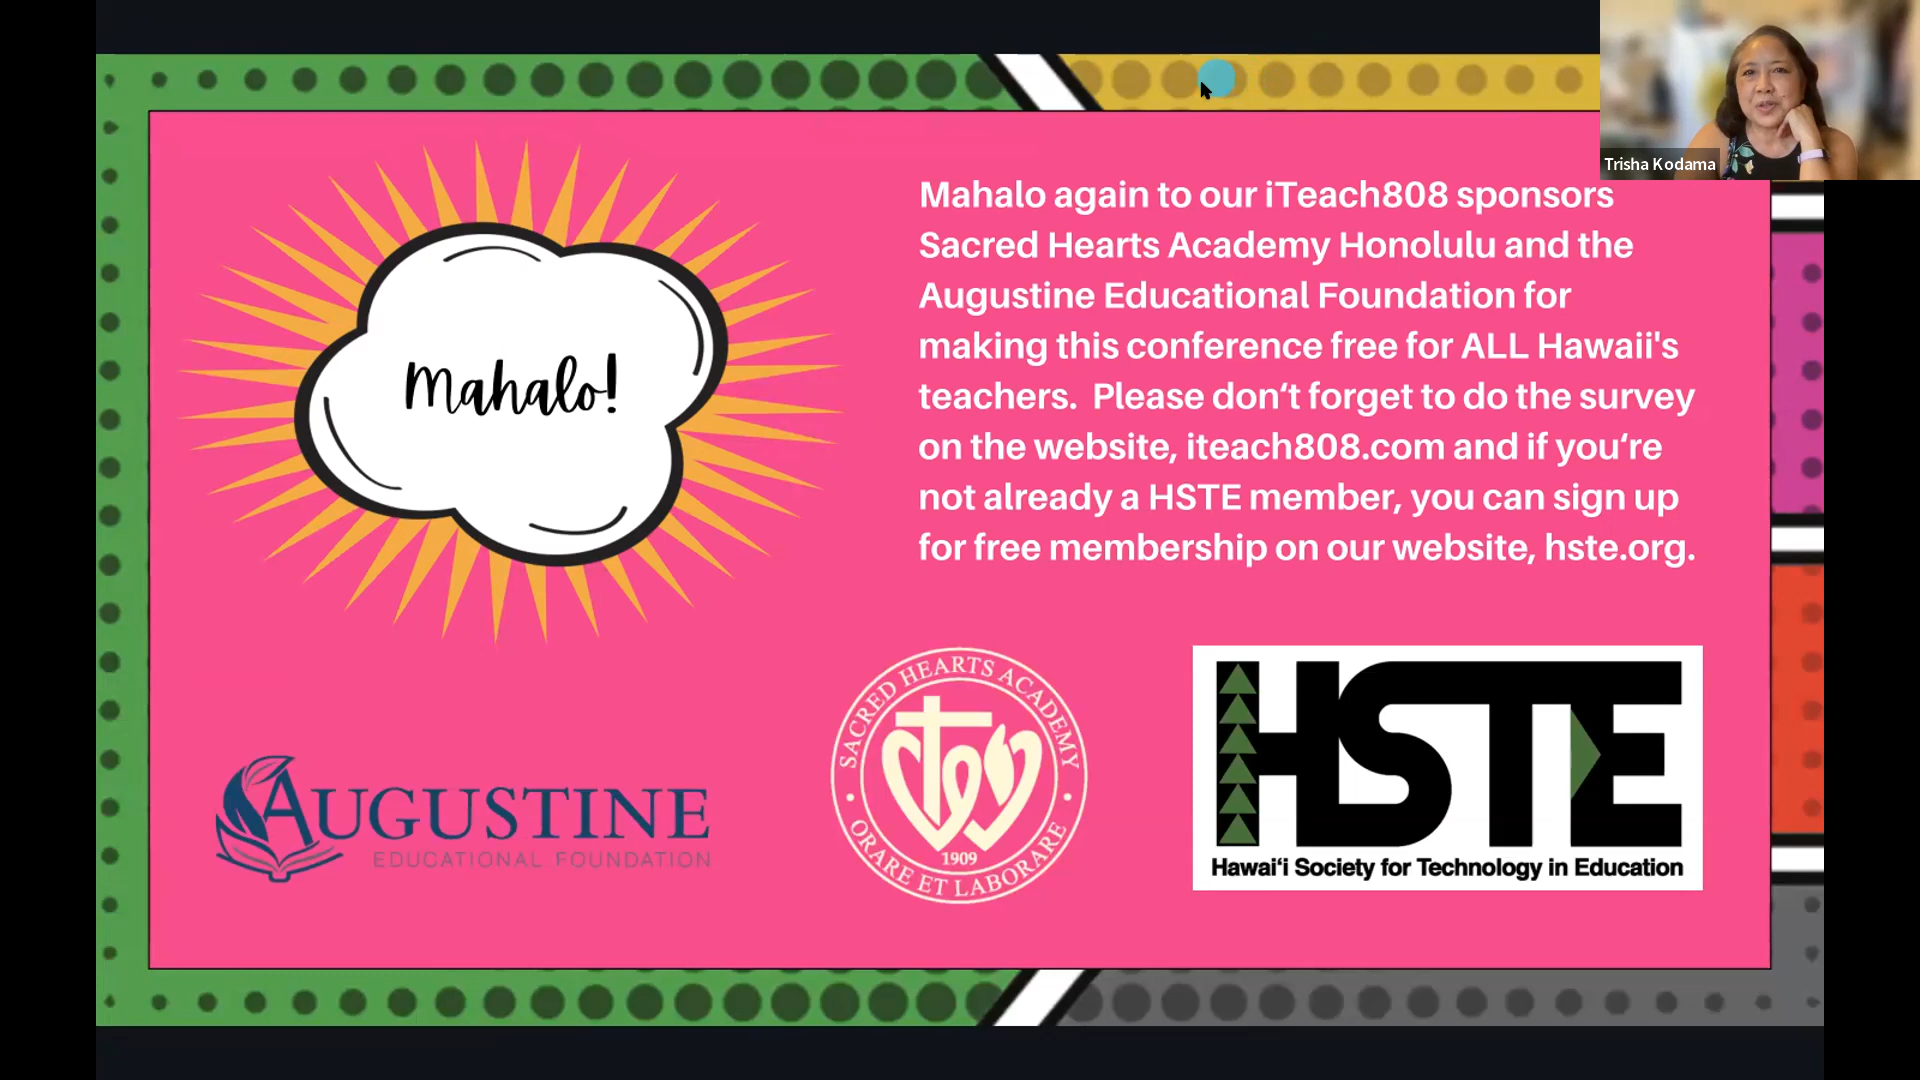 Trisha Kodama
Mahalo!
Mahalo again to our iTeach808 sponsors
Sacred Hearts Academy Honolulu and the
Augustine Educational Foundation for
making this conference free for ALL Hawaii's
teachers.  Please don‘t forget to do the survey
on the website, iteach808.com and if you‘re
not already a HSTE member, you can sign up
for free membership on our website, hste.org.
AUGUSTINE
EDUCATIONAL FOUNDATION
SACRED HEARTS ACADEMY
1909
ORARE ET LABORARE
HSTE
Hawai‘i Society for Technology in Education